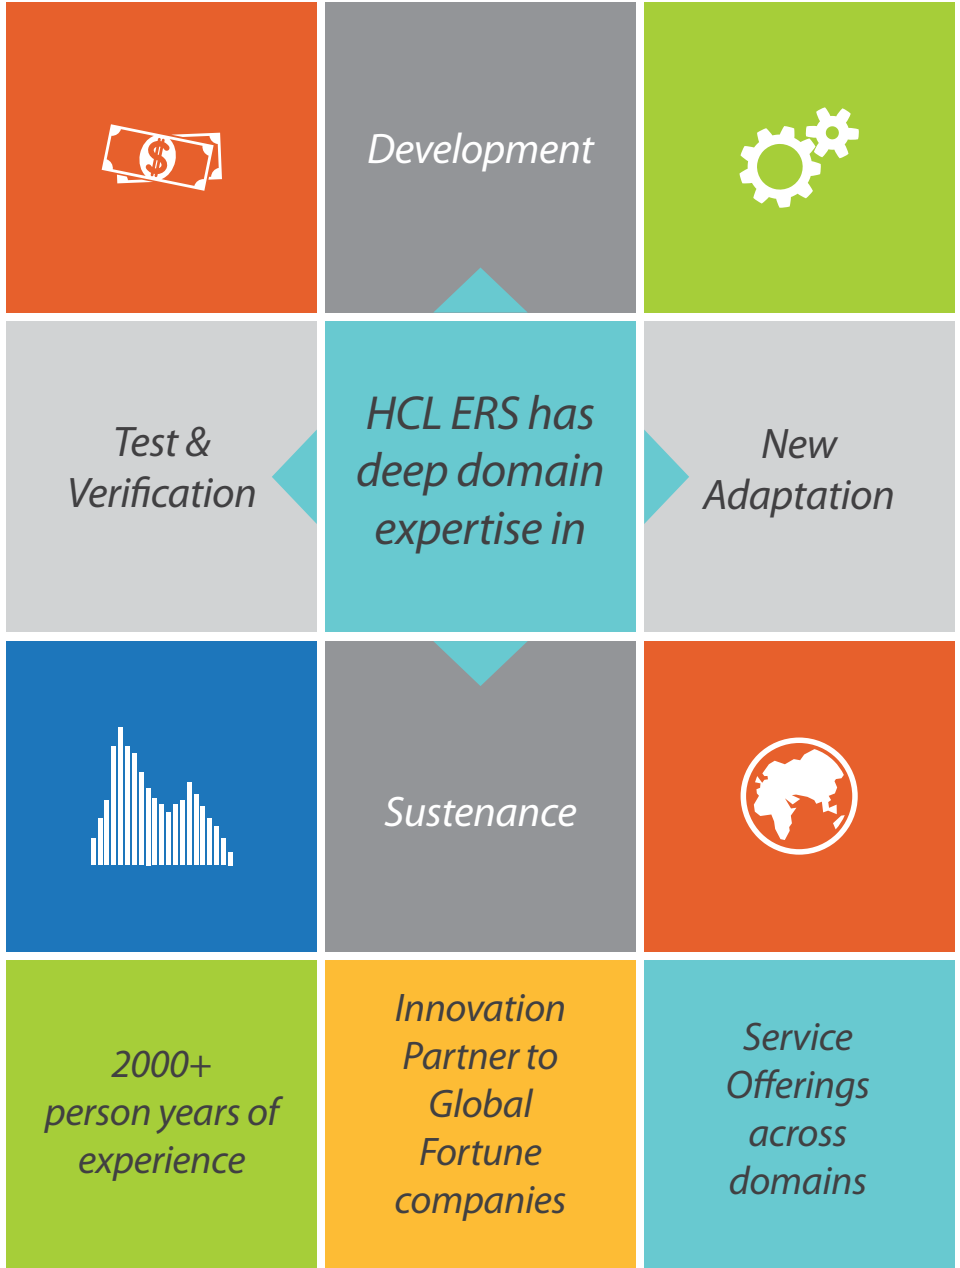 $
Development
Test &
Verification
HCL ERS has
deep domain
expertise in
New
Adaptation
Sustenance
2000+
person years of
experience
Innovation
Partner to
Global
Fortune
companies
Service
Offerings
across
domains